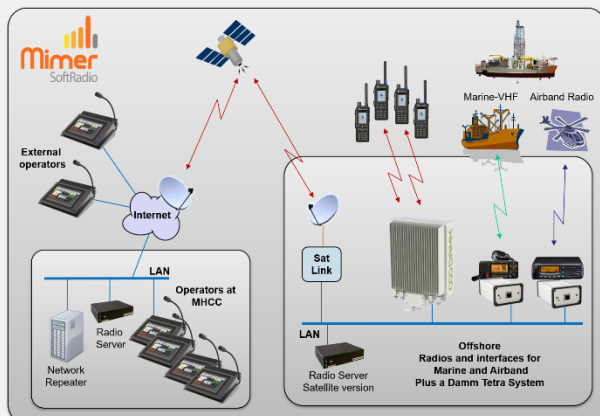 Mimer
SoftRadio
External
operators
Internet
LAN
Operators at
MHCC
Radio
Server
Network
Repeater
Marine-VHF
Airband Radio
Sat
Link
LAN
Radio Server
Satellite version
Offshore
Radios and interfaces for
Marine and Airband
Plus a Damm Tetra System